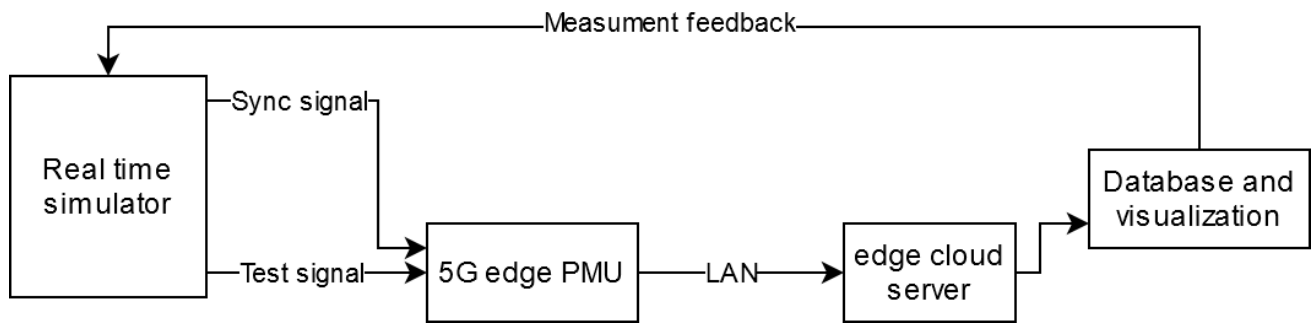 Measument feedback
Sync signal
Real time
simulator
Test signal
5G edge PMU
LAN
edge cloud
server
Database and
visualization